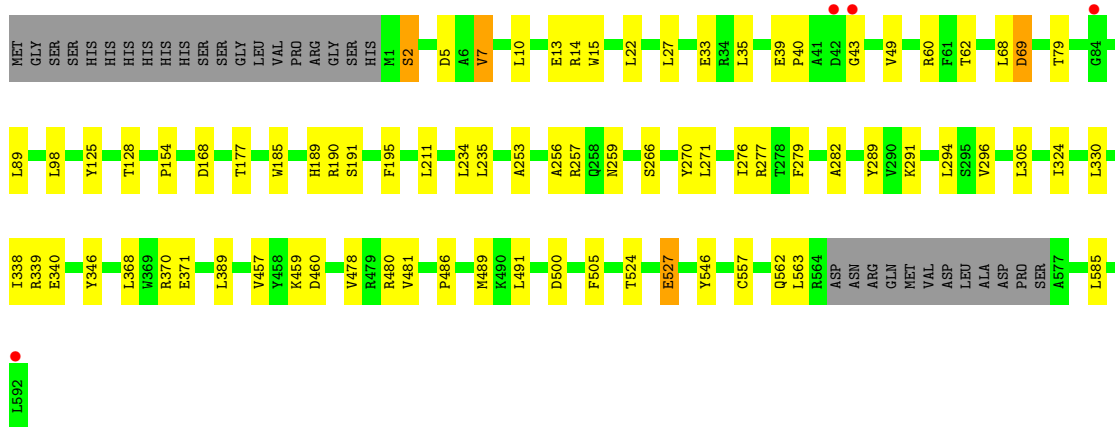 MET GLY SER SER HIS HIS HIS HIS HIS HIS SER SER GLY LEU VAL PRO ARG GLY SER HIS M1 S2 D5 A6 V7 L10 E13 R14 W15 L22 L27 E33 R34 L35 E39 P40 A41 D42 G43 V49 R60 F61 T62 L68 D69 T79 G84
L89 L98 Y125 T128 P154 D168 T177 W185 H189 R190 S191 F195 L211 L234 L235 A253 A256 R257 Q258 N259 S266 Y270 L271 I276 R277 T278 F279 A282 Y289 V290 K291 L294 S295 V296 L305 I324 L330
I338 R339 E340 Y346 L368 W369 R370 E371 L389 V457 Y458 K459 D460 V478 R479 R480 V481 P486 M489 K490 L491 D500 F505 T524 E527 Y546 C557 Q562 L563 R564 ASP ASN ARG GLN MET VAL ASP LEU ALA ASP PRO SER A577 L585
L592